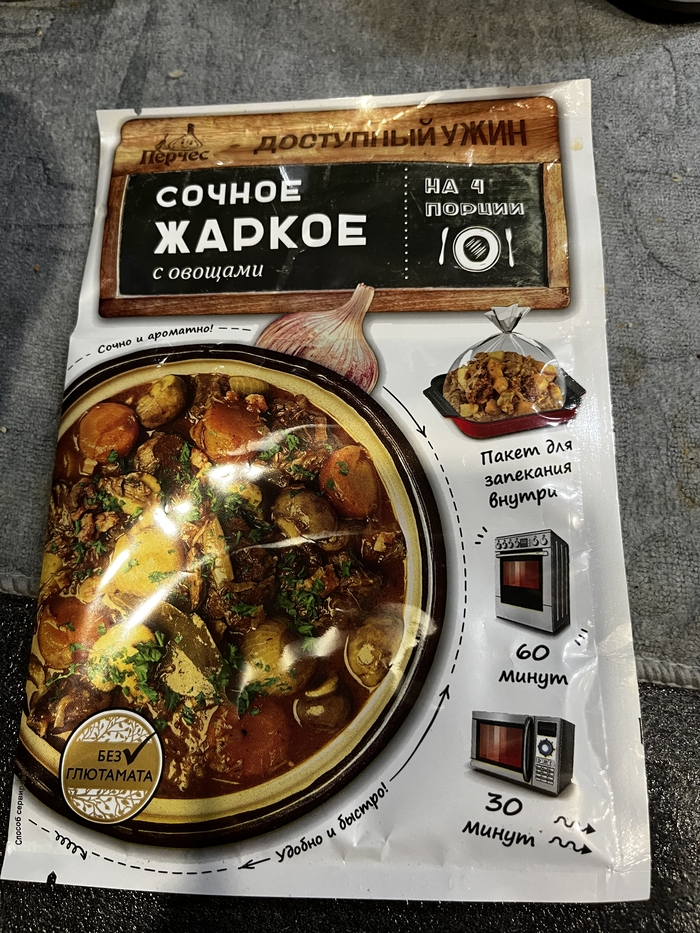 Перчес
- ДОСТУПНЫЙ УЖИН
СОЧНОЕ
ЖАРКОЕ
с овощами
НА 4
ПОРЦИИ
Сочно и ароматно!
Пакет для
запекания
внутри
60
минут
30
минут
БЕЗ
ГЛЮТАМАТА
Удобно и быстро!
Способ